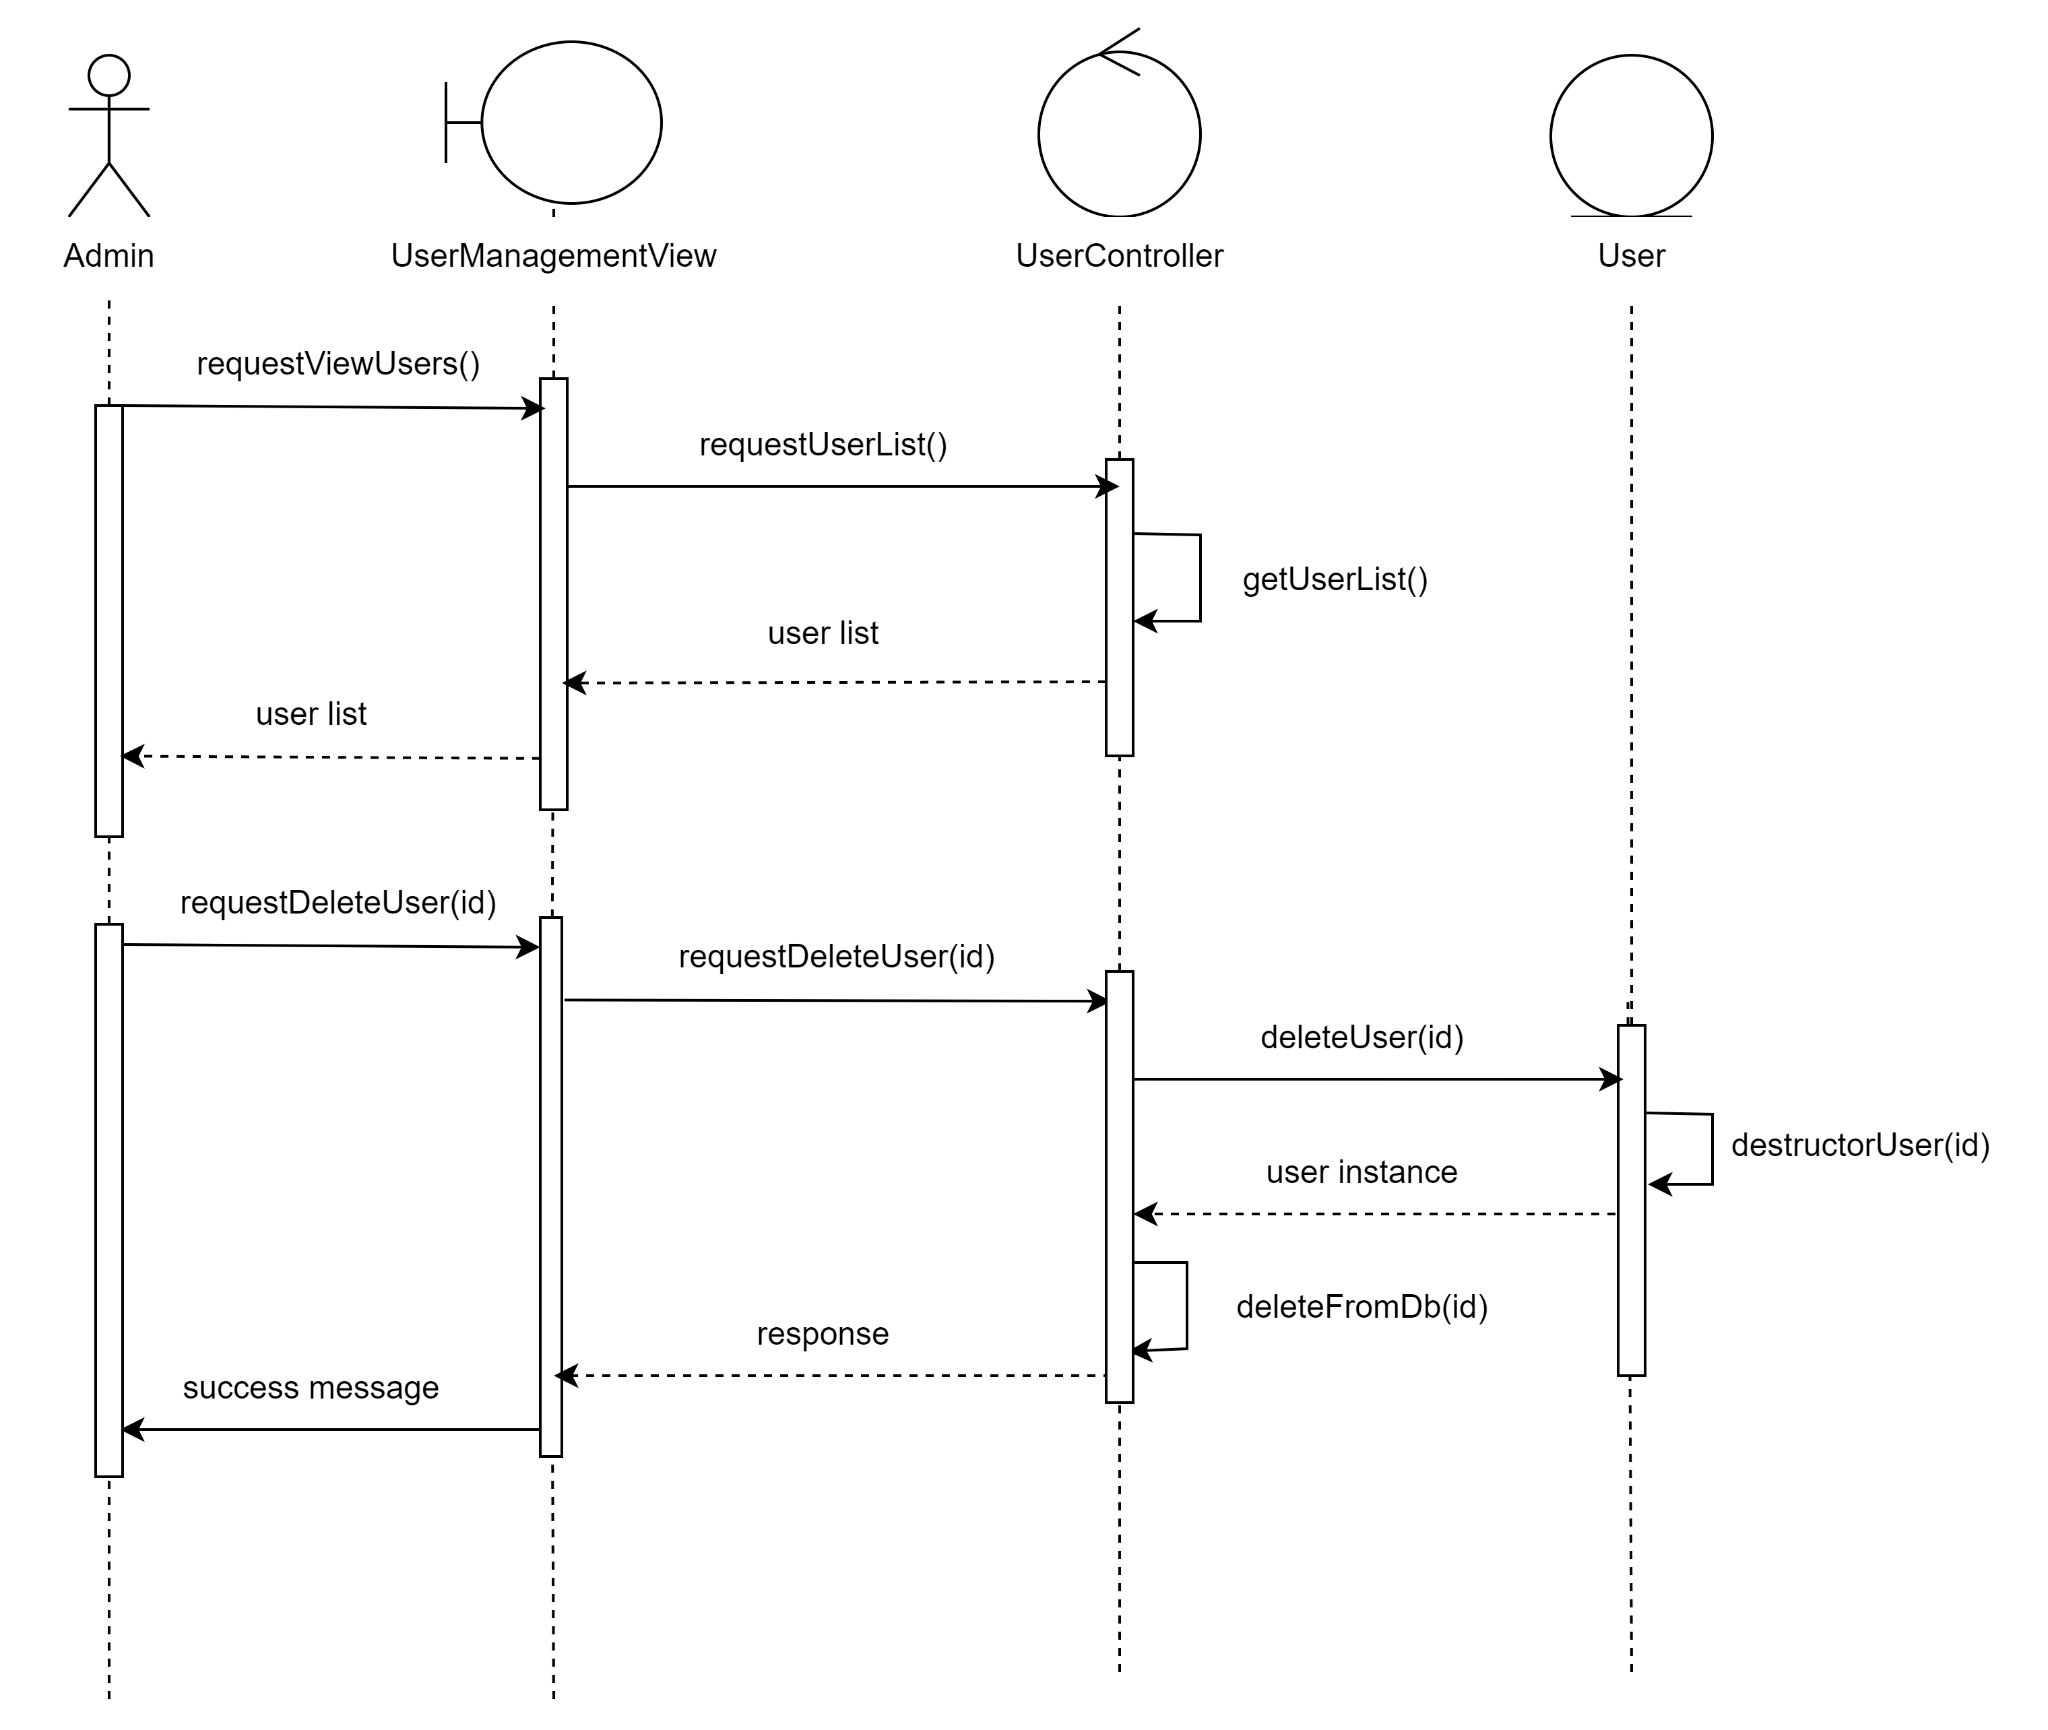 Admin
UserManagementView
UserController
User
requestViewUsers()
requestUserList()
getUserList()
user list
user list
requestDeleteUser(id)
requestDeleteUser(id)
deleteUser(id)
destructorUser(id)
user instance
deleteFromDb(id)
response
success message